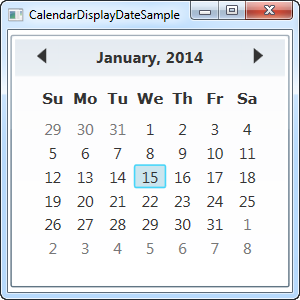 CalendarDisplayDateSample
January, 2014
Su Mo Tu We Th Fr Sa
29 30 31 1 2 3 4
5 6 7 8 9 10 11
12 13 14 15 16 17 18
19 20 21 22 23 24 25
26 27 28 29 30 31 1
2 3 4 5 6 7 8